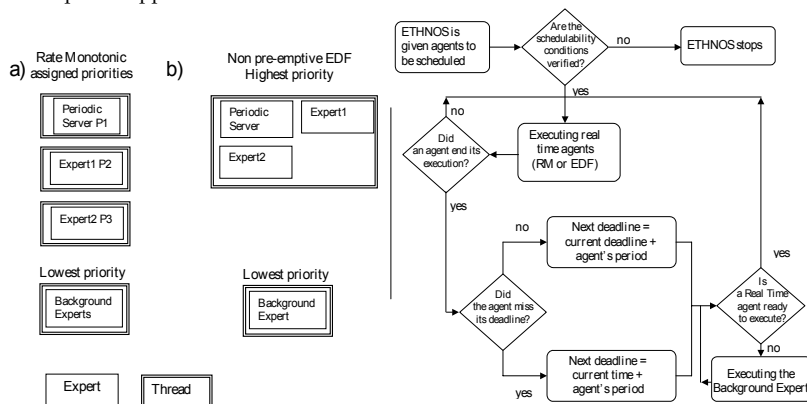 a)
Rate Monotonic
assigned priorities
Periodic
Server P1
Expert1 P2
Expert2 P3
Lowest priority
Background
Experts
Expert
Thread
b)
Non pre-emptive EDF
Highest priority
Periodic
Server
Expert1
Expert2
Lowest priority
Background
Expert
ETHNOS is
given agents to
be scheduled
Are the
schedulability
conditions
verified?
no
ETHNOS stops
yes
Executing real
time agents
(RM or EDF)
no
Did
an agent end its
execution?
yes
Did
the agent miss
its deadline?
no
Next deadline =
current deadline +
agent's period
yes
Next deadline =
current time +
agent's period
yes
Is
a Real Time
agent ready
to execute?
no
Executing the
Background Expert